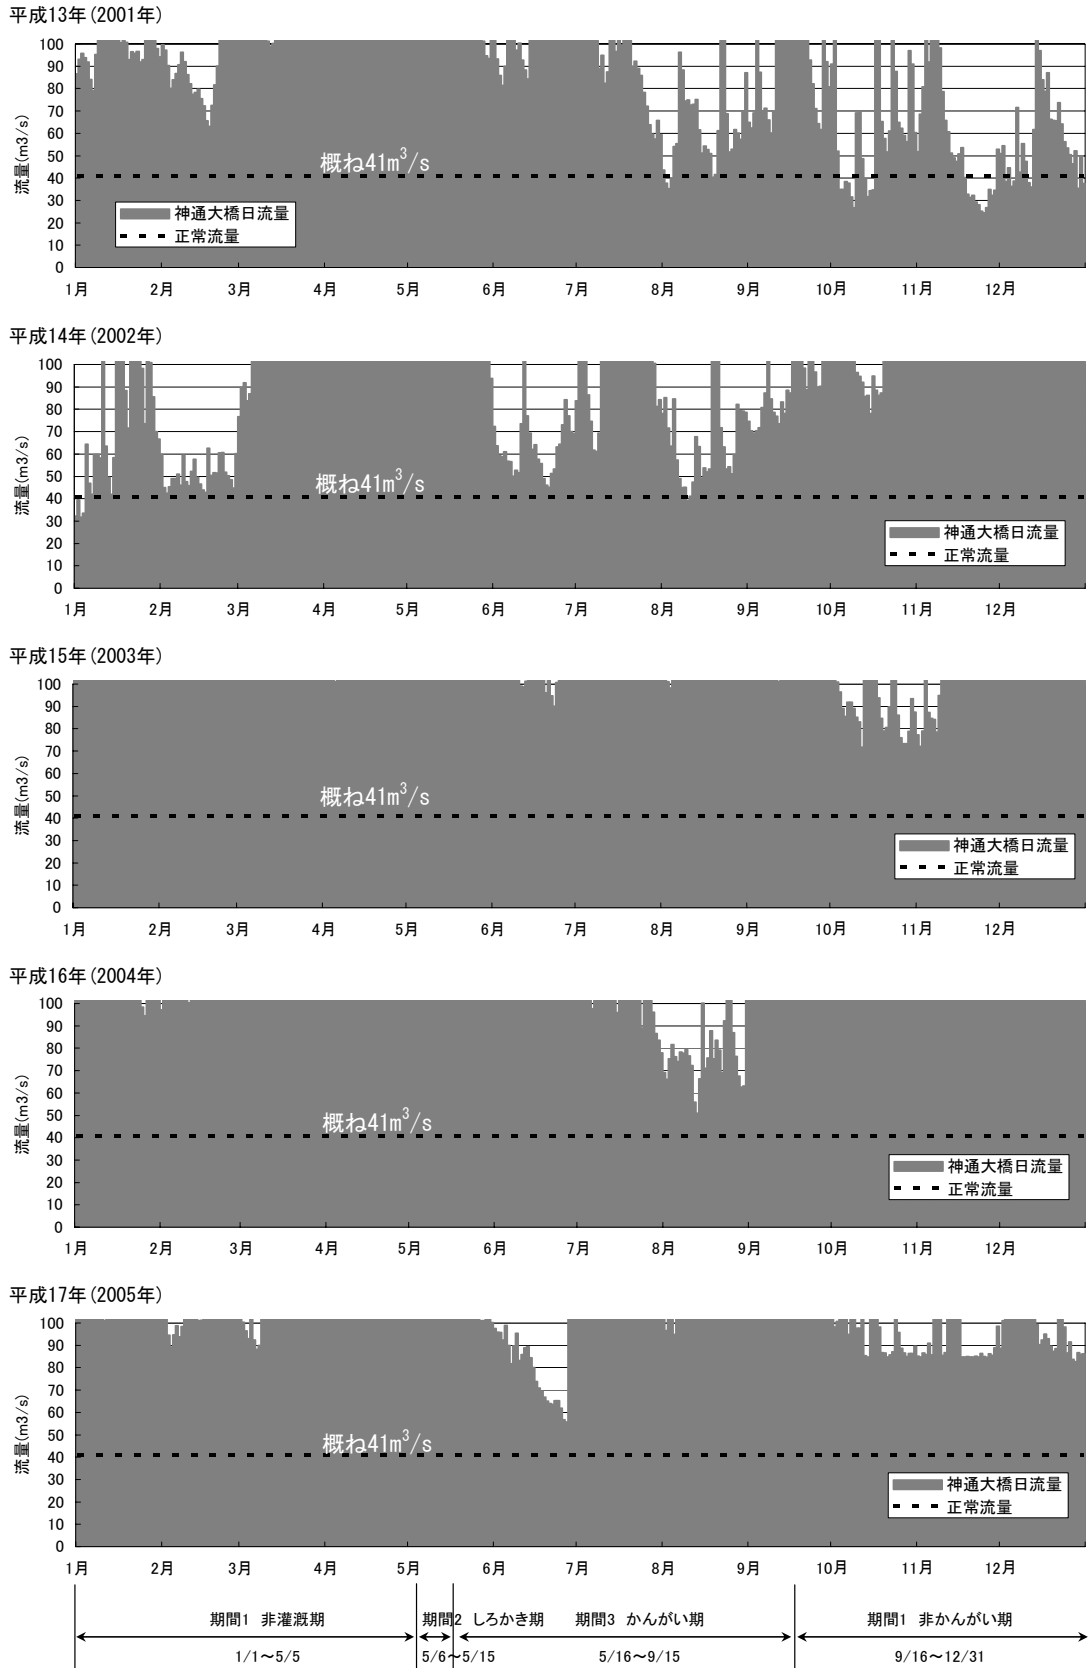 平成13年(2001年)
100
90
80
70
60
50
40
30
20
10
0
流量(m3/s)
概ね41m³/s
神通大橋日流量
正常流量
1月 2月 3月 4月 5月 6月 7月 8月 9月 10月 11月 12月
平成14年(2002年)
100
90
80
70
60
50
40
30
20
10
0
流量(m3/s)
概ね41m³/s
神通大橋日流量
正常流量
1月 2月 3月 4月 5月 6月 7月 8月 9月 10月 11月 12月
平成15年(2003年)
100
90
80
70
60
50
40
30
20
10
0
流量(m3/s)
概ね41m³/s
神通大橋日流量
正常流量
1月 2月 3月 4月 5月 6月 7月 8月 9月 10月 11月 12月
平成16年(2004年)
100
90
80
70
60
50
40
30
20
10
0
流量(m3/s)
概ね41m³/s
神通大橋日流量
正常流量
1月 2月 3月 4月 5月 6月 7月 8月 9月 10月 11月 12月
平成17年(2005年)
100
90
80
70
60
50
40
30
20
10
0
流量(m3/s)
概ね41m³/s
神通大橋日流量
正常流量
1月 2月 3月 4月 5月 6月 7月 8月 9月 10月 11月 12月
期間1 非灌漑期 期間2 しろかき期 期間3 かんがい期 期間1 非かんがい期
1/1～5/5 5/6～5/15 5/16～9/15 9/16～12/31